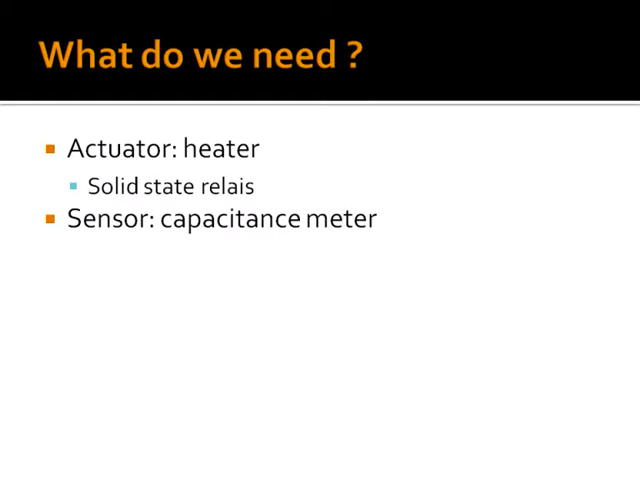 What do we need ?
Actuator: heater
Solid state relais
Sensor: capacitance meter